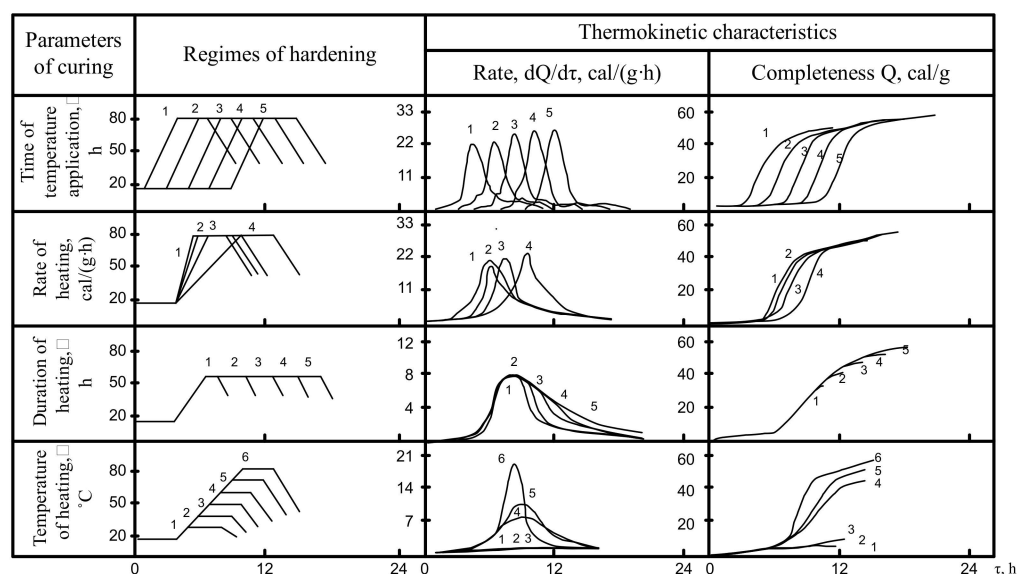 Parameters
of curing
Regimes of hardening
Thermokinetic characteristics
Rate, dQ/dτ, cal/(g·h)
Completeness Q, cal/g
Time of
temperature
application,□
h
80
50
20
1 2 3 4 5
33
22
11
1 2 3 4 5
60
40
20
1 2 3 4 5
Rate of
heating,
cal/(g·h)
80
50
20
1 2 3 4
12
24
33
22
11
1 2 3 4
12
24
60
40
20
1 2 3 4
12
24
Duration of
heating,□
h
80
50
20
1 2 3 4 5
12
8
4
1 2 3 4 5
60
40
20
1 2 3 4 5
Temperature
of heating,□
°C
80
50
20
1 2 3 4 5 6
21
14
7
1 2 3 4 5 6
60
40
20
1 2 3 4 5 6
0 12 24 0 12 24 0 12 24 τ, h